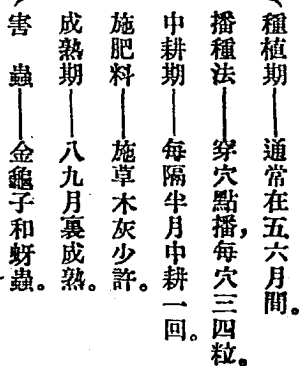 種植期——通常在五六月間。
播種法——穿穴點播，每穴三四粒。
中耕期——每隔半月中耕一回。
施肥料——施草木灰少許。
成熟期——八九月裏成熟。
害蟲——金龜子和蚜蟲。